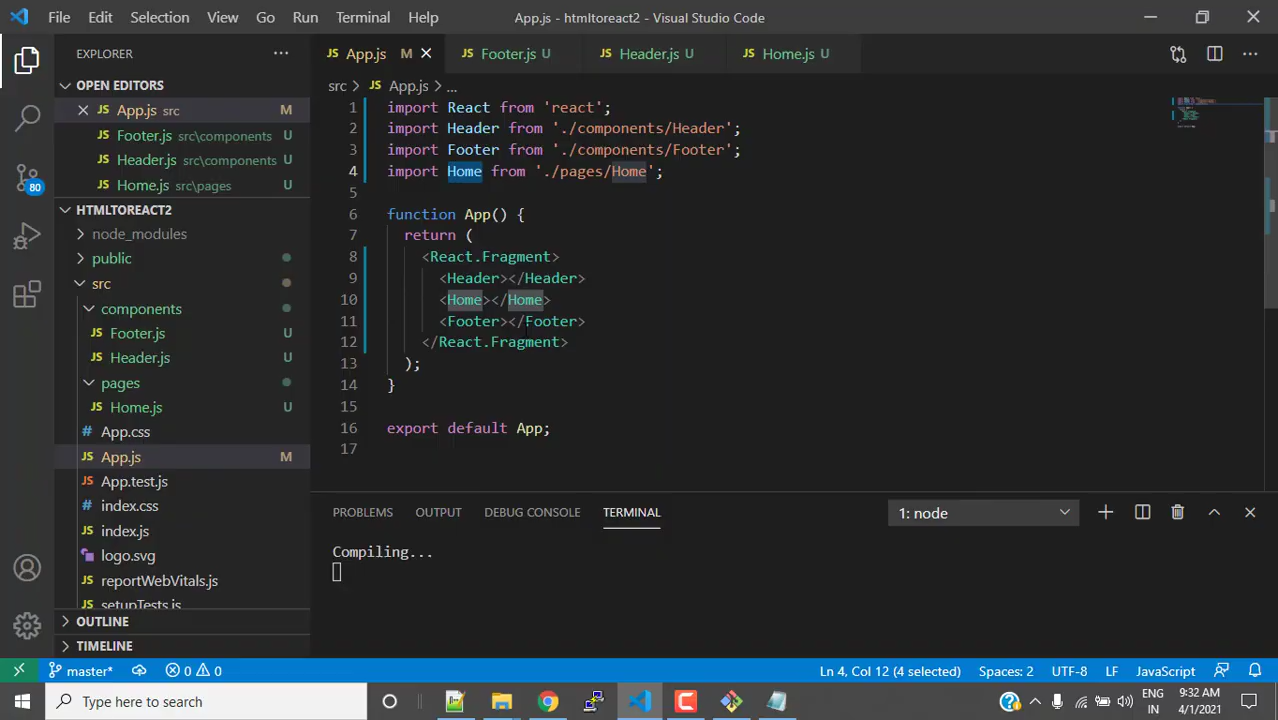 File Edit Selection View Go Run Terminal Help App.js - htmltoreact2 - Visual Studio Code
EXPLORER ···
App.js M
Footer.js U
Header.js U
Home.js U
OPEN EDITORS
App.js src M
Footer.js src\components U
Header.js src\components U
Home.js src\pages U
HTMLTOREACT2
node_modules
public
src
components
Footer.js U
Header.js U
pages
Home.js U
App.css
App.js M
App.test.js
index.css
index.js
logo.svg
reportWebVitals.js
setupTests.js
OUTLINE
TIMELINE
80
src > App.js > ...
1 import React from 'react';
2 import Header from './components/Header';
3 import Footer from './components/Footer';
4 import Home from './pages/Home';
5
6 function App() {
7 return (
8 <React.Fragment>
9 <Header></Header>
10 <Home></Home>
11 <Footer></Footer>
12 </React.Fragment>
13 );
14 }
15
16 export default App;
17
PROBLEMS OUTPUT DEBUG CONSOLE TERMINAL 1: node
Compiling...
master* 0 0 Ln 4, Col 12 (4 selected) Spaces: 2 UTF-8 LF JavaScript
Type here to search
ENG
IN
9:32 AM
4/1/2021